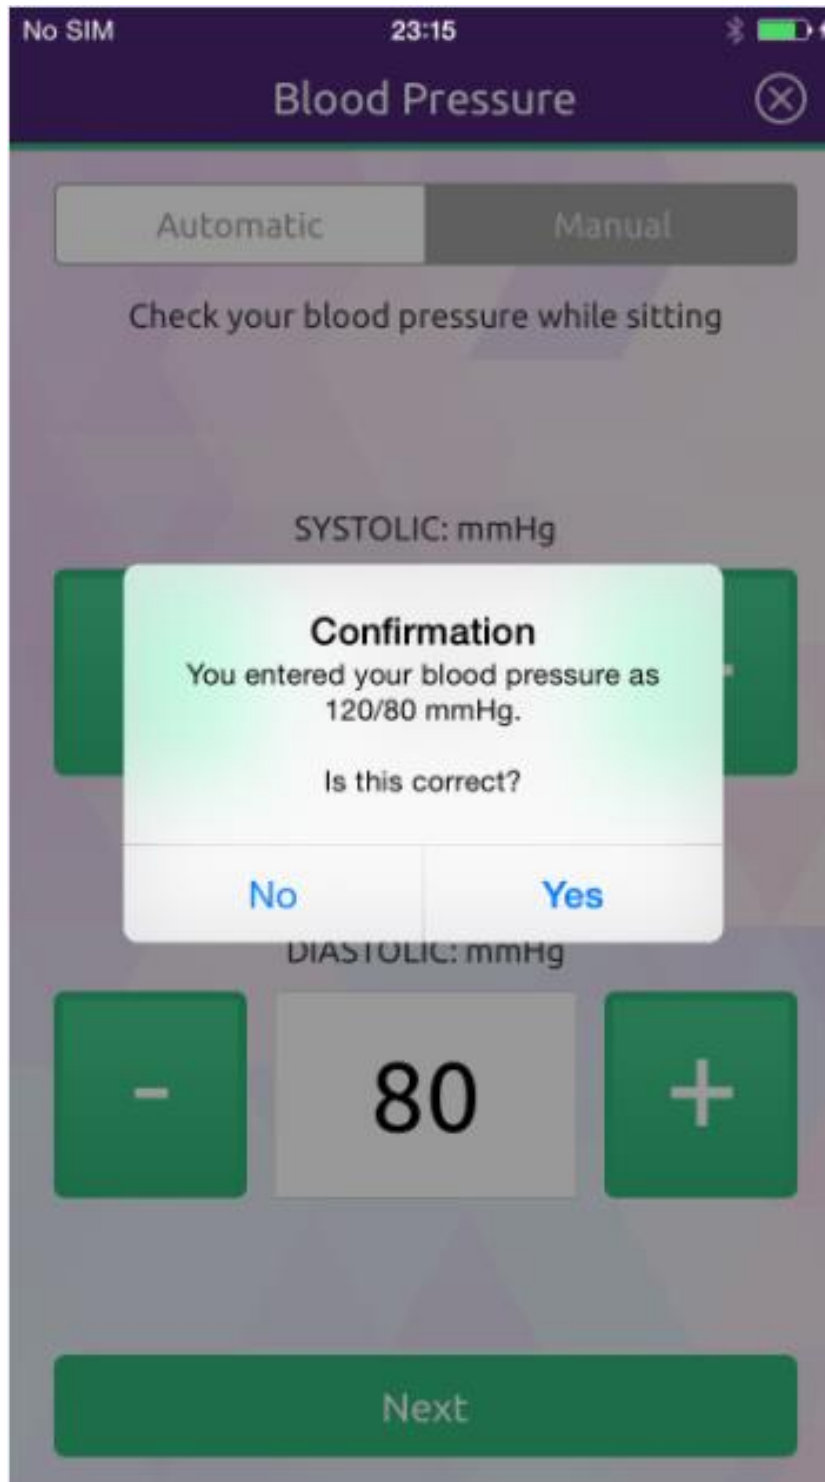 No SIM 23:15
Blood Pressure
Automatic Manual
Check your blood pressure while sitting
SYSTOLIC: mmHg
Confirmation
You entered your blood pressure as
120/80 mmHg.
Is this correct?
No Yes
DIASTOLIC: mmHg
- 80 +
Next